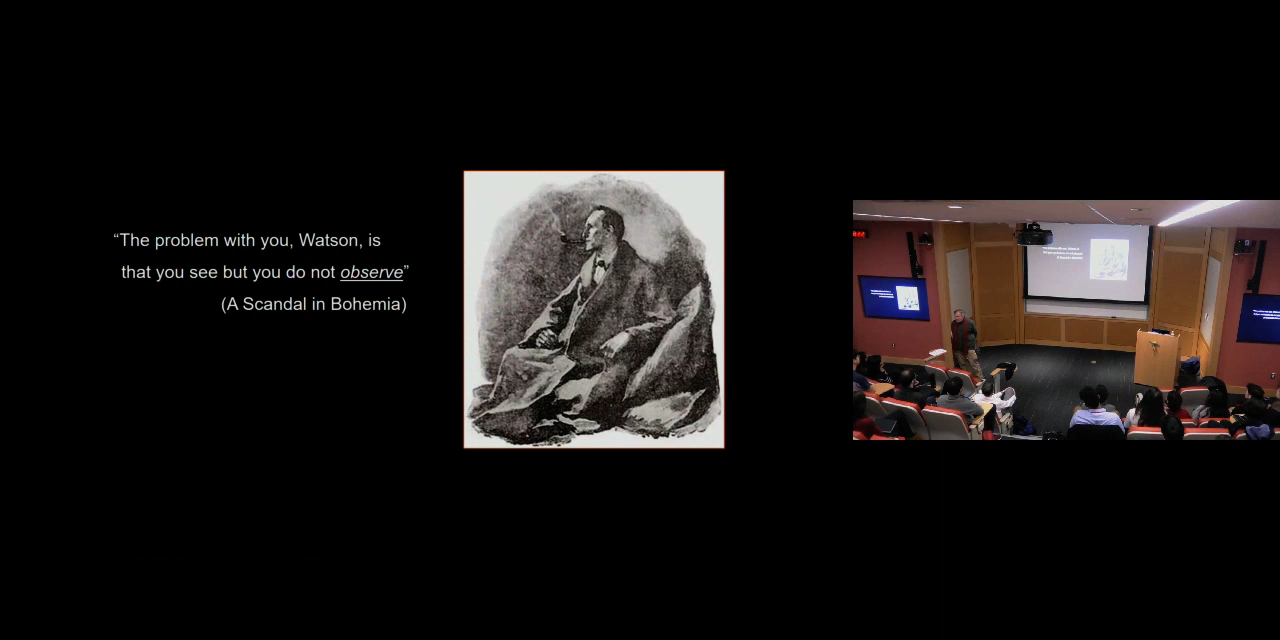 “The problem with you, Watson, is
that you see but you do not observe”
(A Scandal in Bohemia)